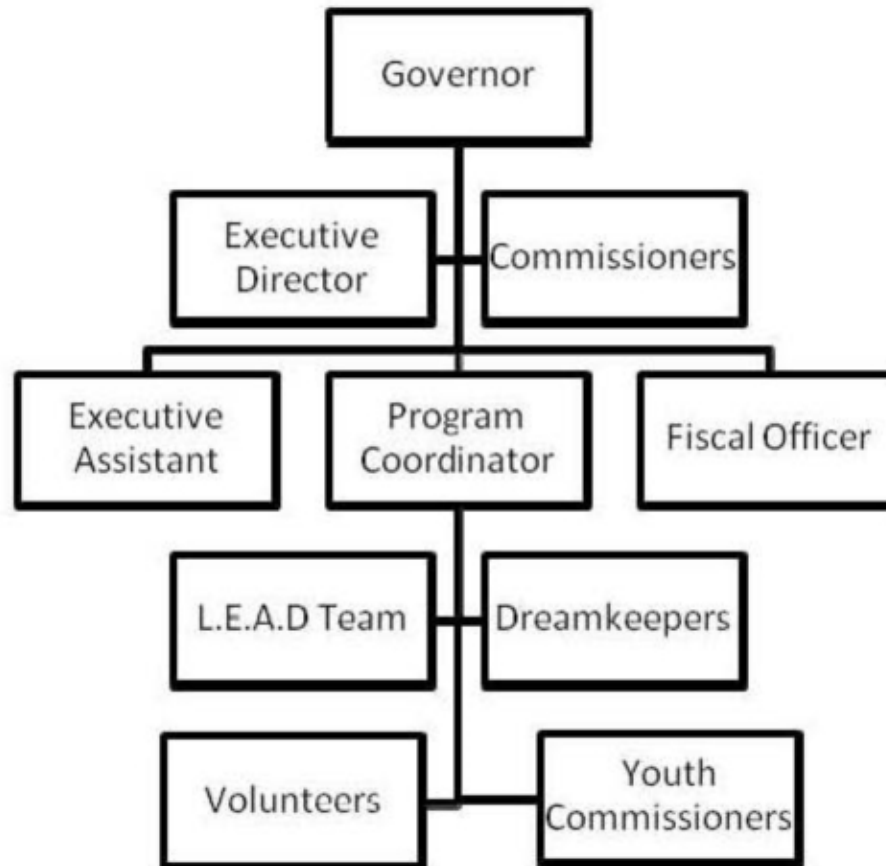 Governor
Executive
Director
Commissioners
Executive
Assistant
Program
Coordinator
Fiscal Officer
L.E.A.D Team
Dreamkeepers
Volunteers
Youth
Commissioners